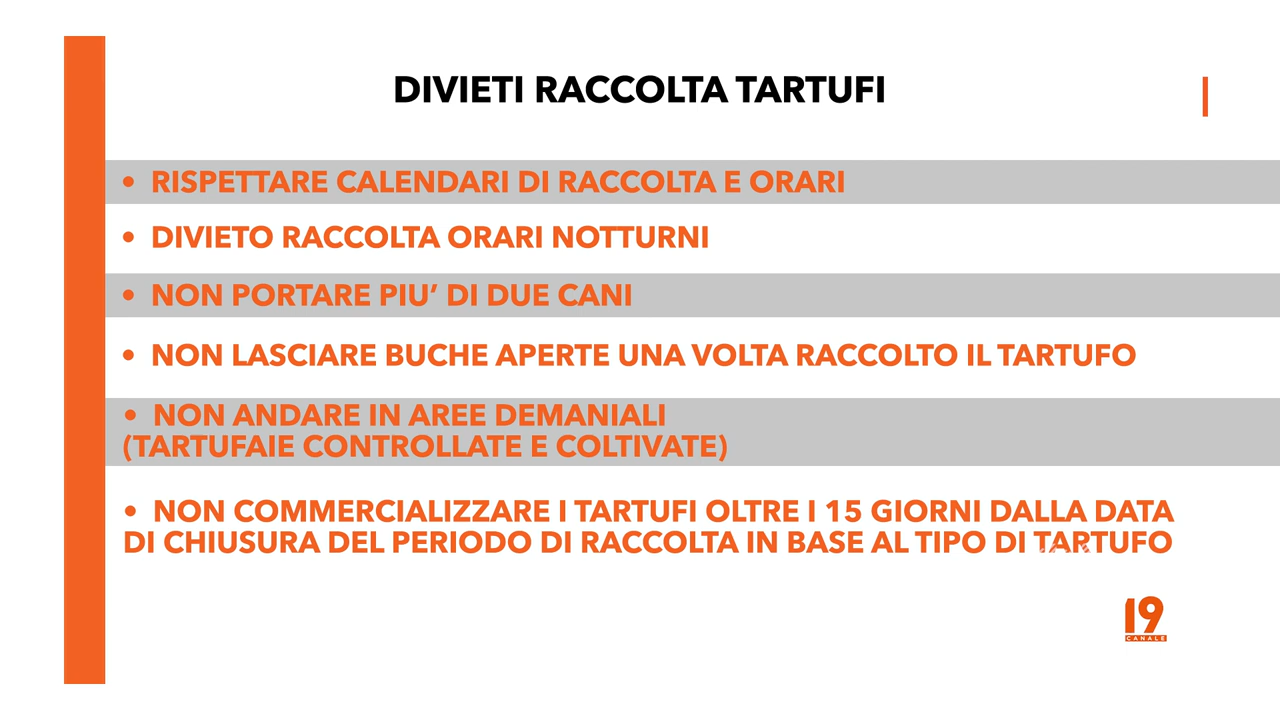 DIVIETI RACCOLTA TARTUFI
• RISPETTARE CALENDARI DI RACCOLTA E ORARI
• DIVIETO RACCOLTA ORARI NOTTURNI
• NON PORTARE PIU’ DI DUE CANI
• NON LASCIARE BUCHE APERTE UNA VOLTA RACCOLTO IL TARTUFO
• NON ANDARE IN AREE DEMANIALI
(TARTUFAIE CONTROLLATE E COLTIVATE)
• NON COMMERCIALIZZARE I TARTUFI OLTRE I 15 GIORNI DALLA DATA
DI CHIUSURA DEL PERIODO DI RACCOLTA IN BASE AL TIPO DI TARTUFO
19
CANALE